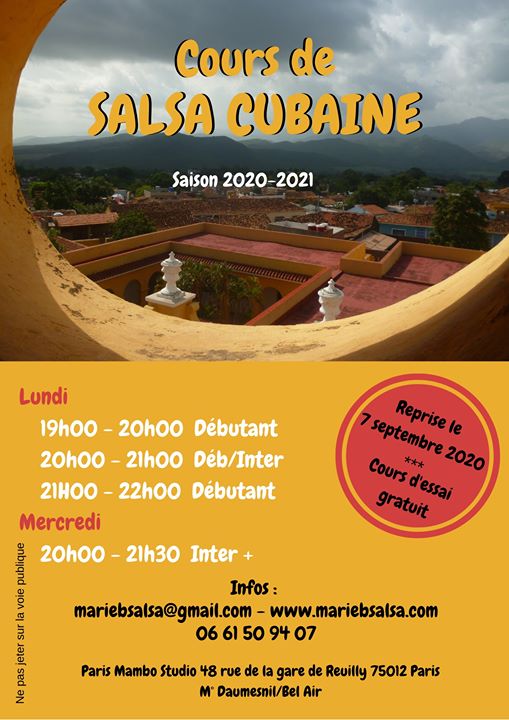 Cours de
SALSA CUBAINE
Saison 2020-2021
Lundi
19h00 - 20h00 Débutant
20h00 - 21h00 Déb/Inter
21H00 - 22h00 Débutant
Mercredi
20h00 - 21h30 Inter +
Reprise le
7 septembre 2020
***
Cours d'essai
gratuit
Infos :
mariebsalsa@gmail.com - www.mariebsalsa.com
06 61 50 94 07
Paris Mambo Studio 48 rue de la gare de Reuilly 75012 Paris
M° Daumesnil/Bel Air
Ne pas jeter sur la voie publique